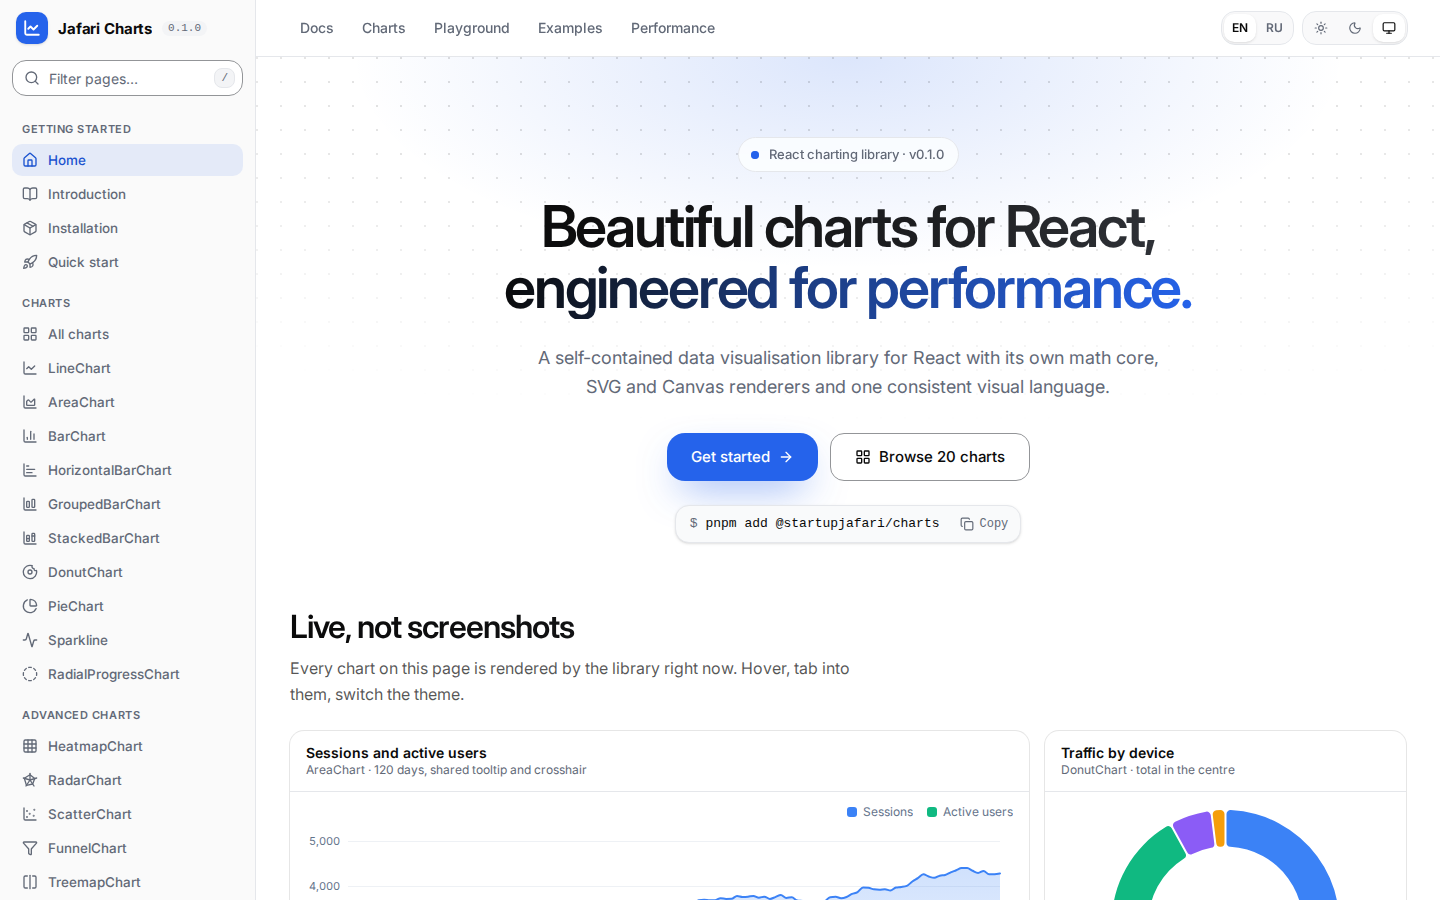 Jafari Charts 0.1.0
Filter pages... /
GETTING STARTED
Home
Introduction
Installation
Quick start
CHARTS
All charts
LineChart
AreaChart
BarChart
HorizontalBarChart
GroupedBarChart
StackedBarChart
DonutChart
PieChart
Sparkline
RadialProgressChart
ADVANCED CHARTS
HeatmapChart
RadarChart
ScatterChart
FunnelChart
TreemapChart
Docs Charts Playground Examples Performance EN RU
React charting library · v0.1.0
Beautiful charts for React,
engineered for performance.
A self-contained data visualisation library for React with its own math core,
SVG and Canvas renderers and one consistent visual language.
Get started Browse 20 charts
$ pnpm add @startupjafari/charts Copy
Live, not screenshots
Every chart on this page is rendered by the library right now. Hover, tab into
them, switch the theme.
Sessions and active users
AreaChart · 120 days, shared tooltip and crosshair
Sessions Active users
5,000
4,000
Traffic by device
DonutChart · total in the centre